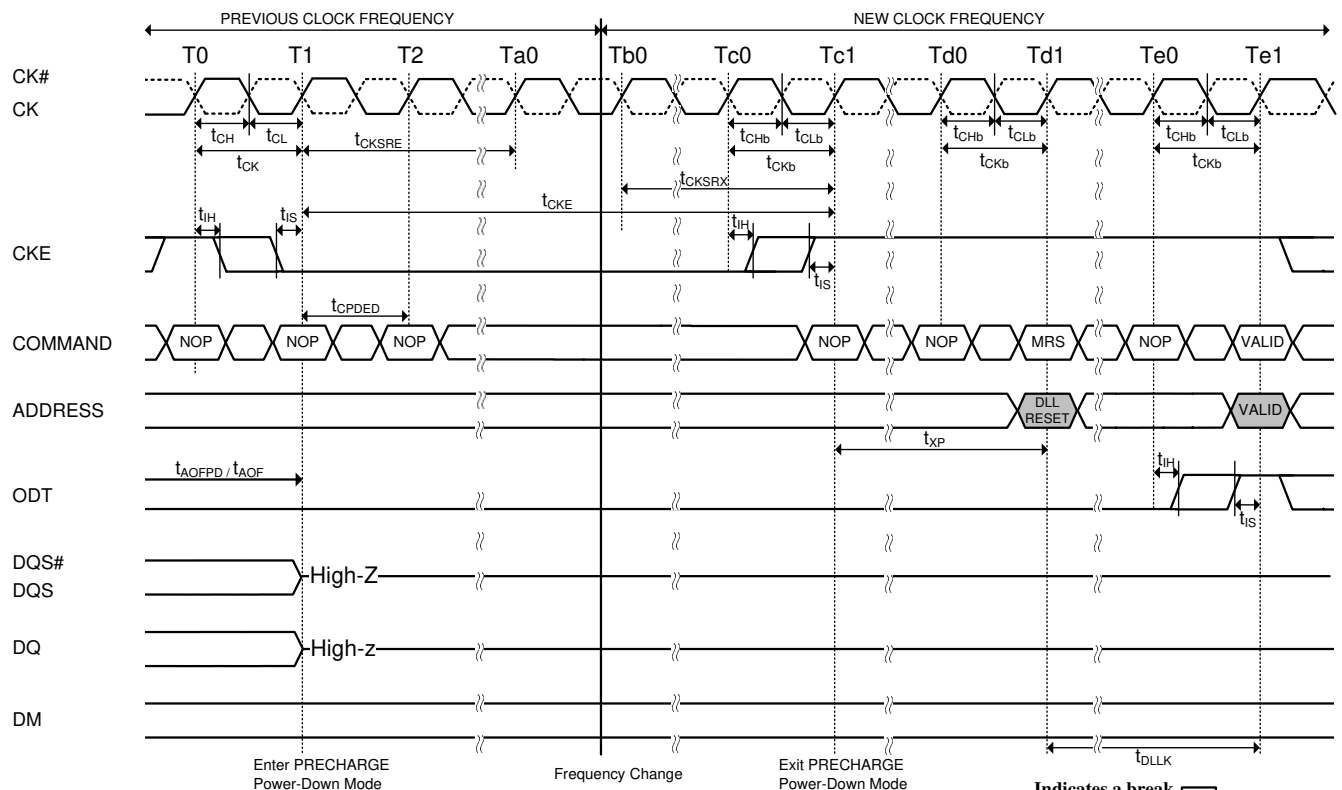 PREVIOUS CLOCK FREQUENCY NEW CLOCK FREQUENCY
T0 T1 T2 Ta0 Tb0 Tc0 Tc1 Td0 Td1 Te0 Te1
CK#
CK
tCH tCL tCHb tCLb tCHb tCLb tCHb tCLb
tCK tCKSRE tCKb tCKb tCKb
tCKSRX
tCKE
tIH tIS tIH
CKE
tIS
tCPDED
COMMAND NOP NOP NOP NOP NOP MRS NOP VALID
ADDRESS DLL RESET VALID
tXP
tAOFPD / tAOF tIH
ODT
tIS
DQS#
High-Z
DQS
DQ High-z
DM
tDLLK
Enter PRECHARGE
Power-Down Mode
Frequency Change
Exit PRECHARGE
Power-Down Mode
Indicates a break